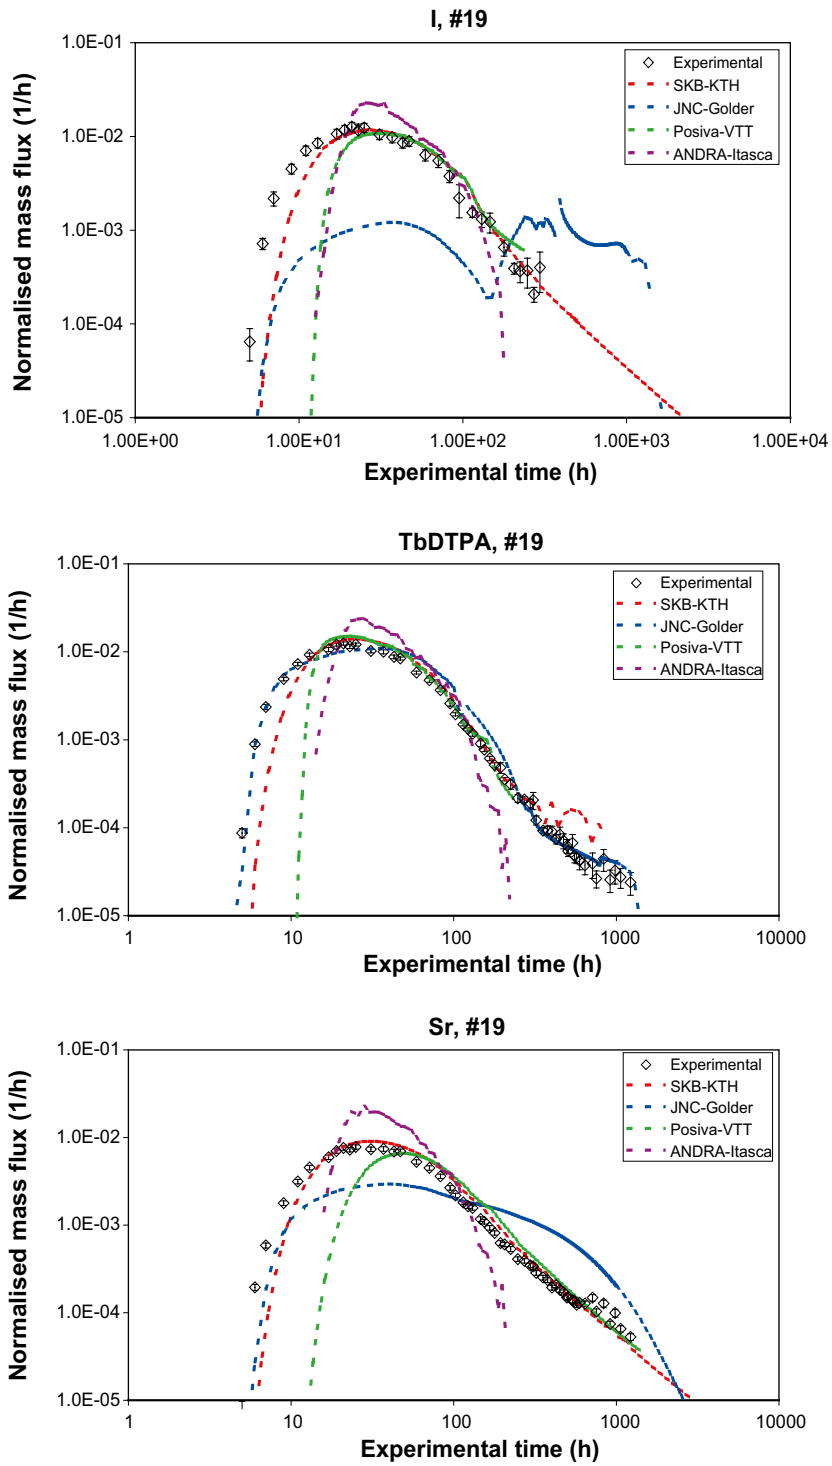 I, #19
Normalised mass flux (1/h)
1.0E-01
1.0E-02
1.0E-03
1.0E-04
1.0E-05
Experimental
SKB-KTH
JNC-Golder
Posiva-VTT
ANDRA-Itasca
1.00E+00
1.00E+01
1.00E+02
1.00E+03
1.00E+04
Experimental time (h)
TbDTPA, #19
Normalised mass flux (1/h)
1.0E-01
1.0E-02
1.0E-03
1.0E-04
1.0E-05
Experimental
SKB-KTH
JNC-Golder
Posiva-VTT
ANDRA-Itasca
1
10
100
1000
10000
Experimental time (h)
Sr, #19
Normalised mass flux (1/h)
1.0E-01
1.0E-02
1.0E-03
1.0E-04
1.0E-05
Experimental
SKB-KTH
JNC-Golder
Posiva-VTT
ANDRA-Itasca
1
10
100
1000
10000
Experimental time (h)